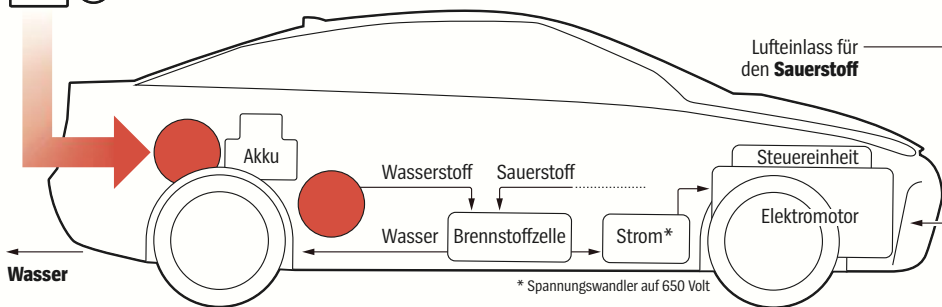 Lufteinlass für
den Sauerstoff
Akku
Wasserstoff
Sauerstoff
Steuereinheit
Elektromotor
Wasser
Brennstoffzelle
Strom*
Wasser
* Spannungswandler auf 650 Volt